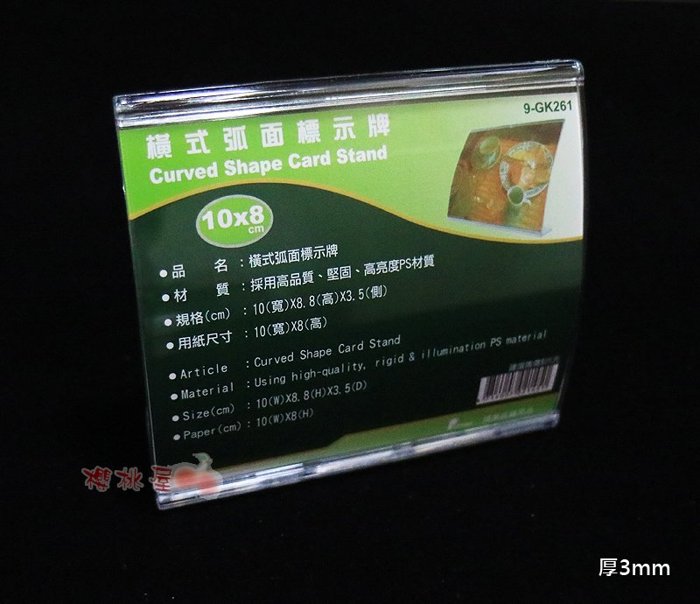 9-GK261
橫式弧面標示牌
Curved Shape Card Stand
10x8
cm
●品　　名：橫式弧面標示牌
●材　　質：採用高品質、堅固、高亮度PS材質
●規格(cm)：10(寬)X8.8(高)X3.5(側)
●用紙尺寸：10(寬)X8(高)
●Article ：Curved Shape Card Stand
●Material ：Using high-quality, rigid & illumination PS material
●Size(cm) ：10(W)X8.8(H)X3.5(D)
●Paper(cm)：10(W)X8(H)
厚3mm